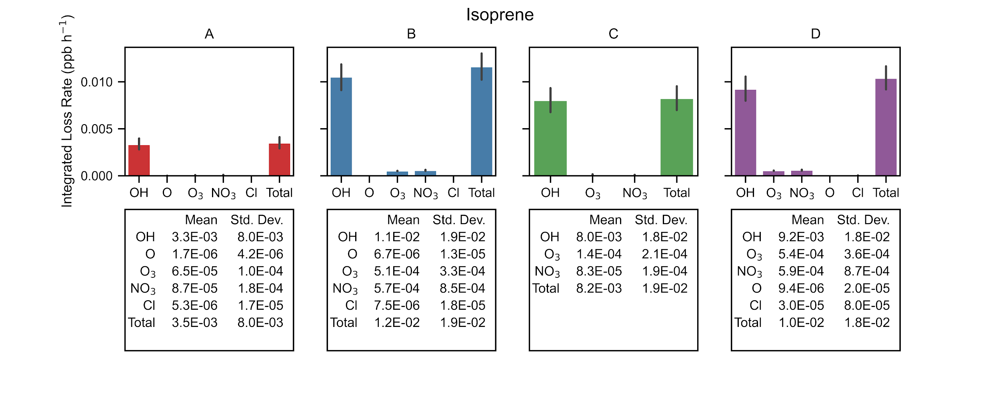 Isoprene
A B C D
Integrated Loss Rate (ppb h⁻¹)
0.010
0.005
0.000
OH O O₃ NO₃ Cl Total
OH O O₃ NO₃ Cl Total
OH O₃ NO₃ Total
OH O₃ NO₃ O Cl Total
Mean Std. Dev.
OH 3.3E-03 8.0E-03
O 1.7E-06 4.2E-06
O₃ 6.5E-05 1.0E-04
NO₃ 8.7E-05 1.8E-04
Cl 5.3E-06 1.7E-05
Total 3.5E-03 8.0E-03
Mean Std. Dev.
OH 1.1E-02 1.9E-02
O 6.7E-06 1.3E-05
O₃ 5.1E-04 3.3E-04
NO₃ 5.7E-04 8.5E-04
Cl 7.5E-06 1.8E-05
Total 1.2E-02 1.9E-02
Mean Std. Dev.
OH 8.0E-03 1.8E-02
O₃ 1.4E-04 2.1E-04
NO₃ 8.3E-05 1.9E-04
Total 8.2E-03 1.9E-02
Mean Std. Dev.
OH 9.2E-03 1.8E-02
O₃ 5.4E-04 3.6E-04
NO₃ 5.9E-04 8.7E-04
O 9.4E-06 2.0E-05
Cl 3.0E-05 8.0E-05
Total 1.0E-02 1.8E-02